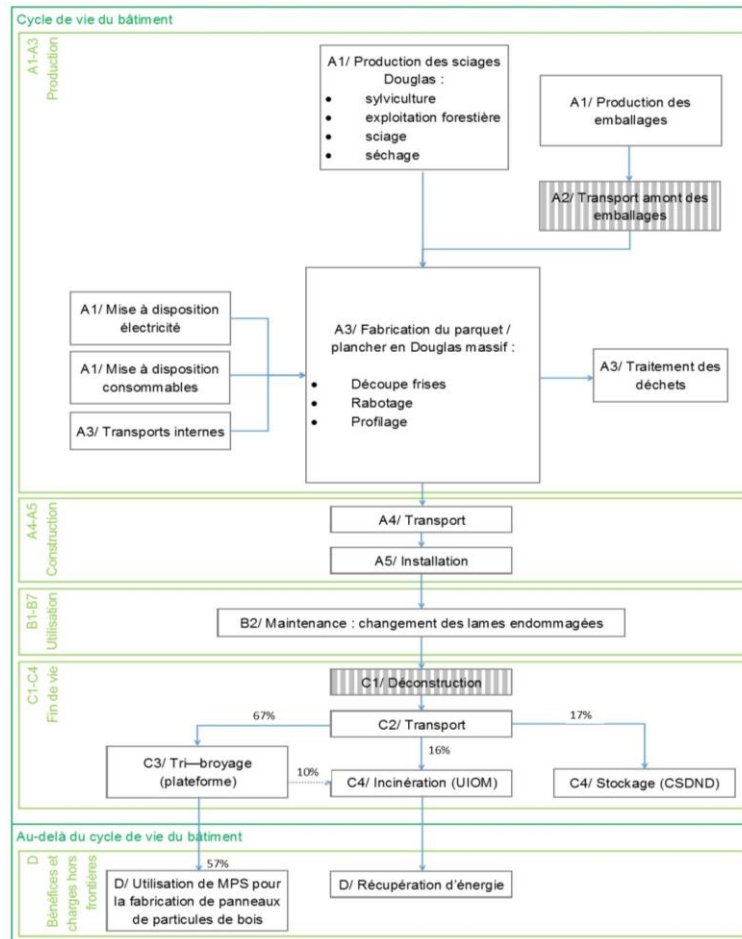 Cycle de vie du bâtiment
A1-A3
Production
A1/ Production des sciages
Douglas :
• sylviculture
• exploitation forestière
• sciage
• séchage
A1/ Production des
emballages
A2/ Transport amont des
emballages
A1/ Mise à disposition
électricité
A1/ Mise à disposition
consommables
A3/ Transports internes
A3/ Fabrication du parquet /
plancher en Douglas massif :
• Découpe frises
• Rabotage
• Profilage
A3/ Traitement des
déchets
A4-A5
Construction
A4/ Transport
A5/ Installation
B1-B7
Utilisation
B2/ Maintenance : changement des lames endommagées
C1-C4
Fin de vie
C1/ Déconstruction
67%
C2/ Transport
17%
16%
C3/ Tri—broyage
(plateforme)
10%
C4/ Incinération (UIOM)
C4/ Stockage (CSDND)
Au-delà du cycle de vie du bâtiment
D
Bénéfices et
charges hors
frontières
57%
D/ Utilisation de MPS pour
la fabrication de panneaux
de particules de bois
D/ Récupération d'énergie